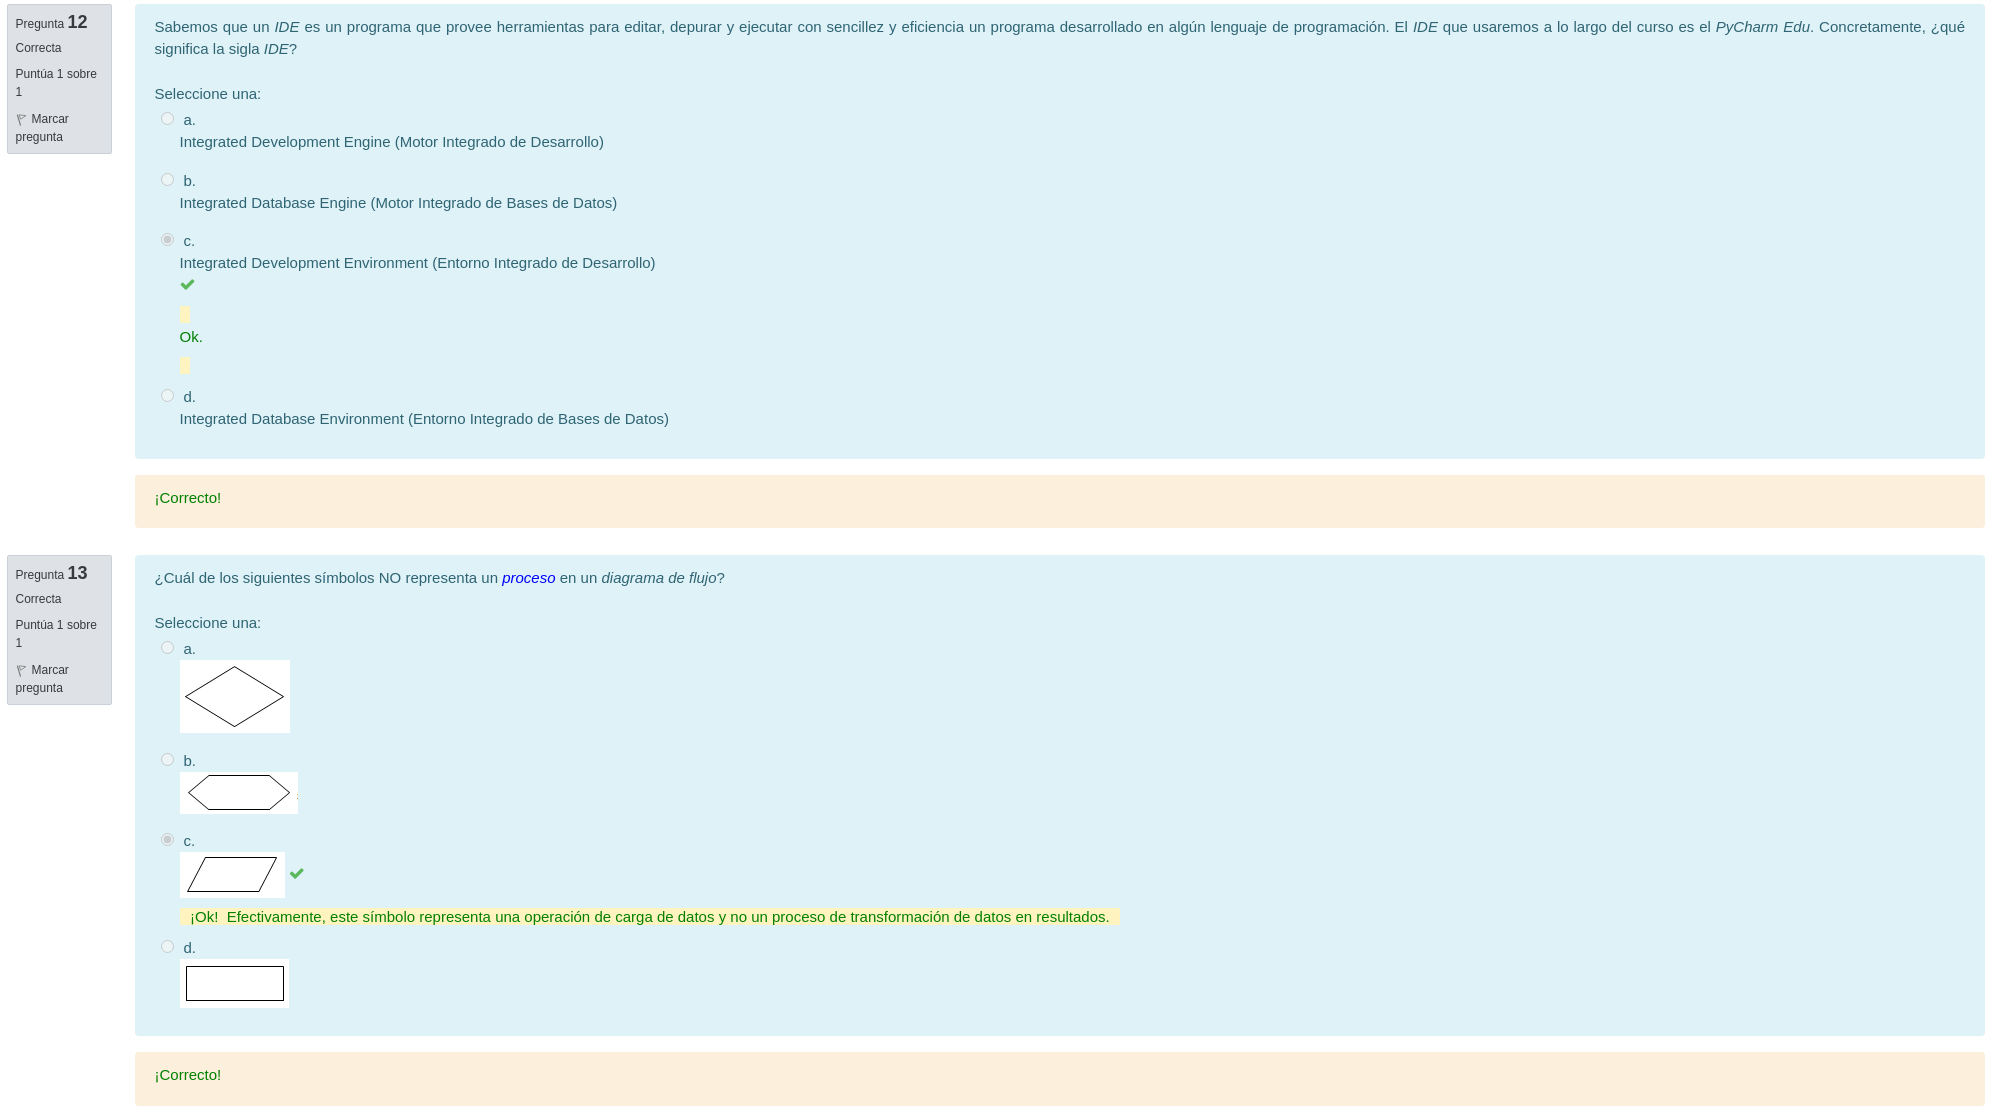 Pregunta 12
Correcta
Puntúa 1 sobre
1
Marcar
pregunta
Sabemos que un IDE es un programa que provee herramientas para editar, depurar y ejecutar con sencillez y eficiencia un programa desarrollado en algún lenguaje de programación. El IDE que usaremos a lo largo del curso es el PyCharm Edu. Concretamente, ¿qué
significa la sigla IDE?
Seleccione una:
a.
Integrated Development Engine (Motor Integrado de Desarrollo)
b.
Integrated Database Engine (Motor Integrado de Bases de Datos)
c.
Integrated Development Environment (Entorno Integrado de Desarrollo)
Ok.
d.
Integrated Database Environment (Entorno Integrado de Bases de Datos)
¡Correcto!
Pregunta 13
Correcta
Puntúa 1 sobre
1
Marcar
pregunta
¿Cuál de los siguientes símbolos NO representa un proceso en un diagrama de flujo?
Seleccione una:
a.
b.
c.
¡Ok!  Efectivamente, este símbolo representa una operación de carga de datos y no un proceso de transformación de datos en resultados.
d.
¡Correcto!